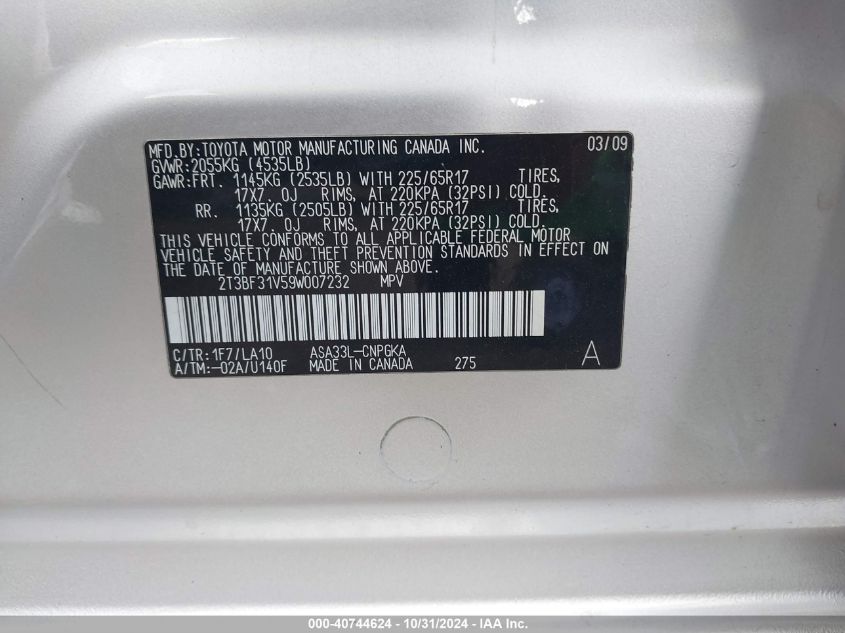 MFD.BY:TOYOTA MOTOR MANUFACTURING CANADA INC. 03/09
GVWR:2055KG (4535LB)
GAWR:FRT. 1145KG (2535LB) WITH 225/65R17 TIRES,
17X7.0J RIMS, AT 220KPA (32PSI) COLD.
RR. 1135KG (2505LB) WITH 225/65R17 TIRES,
17X7.0J RIMS, AT 220KPA (32PSI) COLD.
THIS VEHICLE CONFORMS TO ALL APPLICABLE FEDERAL MOTOR
VEHICLE SAFETY AND THEFT PREVENTION STANDARDS IN EFFECT ON
THE DATE OF MANUFACTURE SHOWN ABOVE.
2T3BF31V59W007232 MPV
C/TR:1F7/LA10 ASA33L-CNPGKA
A/TM:-02A/U140F MADE IN CANADA 275 A
000-40744624 - 10/31/2024 - IAA Inc.